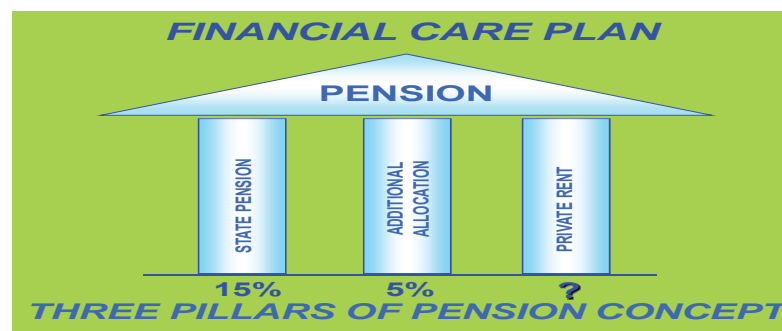 FINANCIAL CARE PLAN
PENSION
STATE PENSION
ADDITIONAL
ALLOCATION
PRIVATE RENT
15%
5%
?
THREE PILLARS OF PENSION CONCEPT